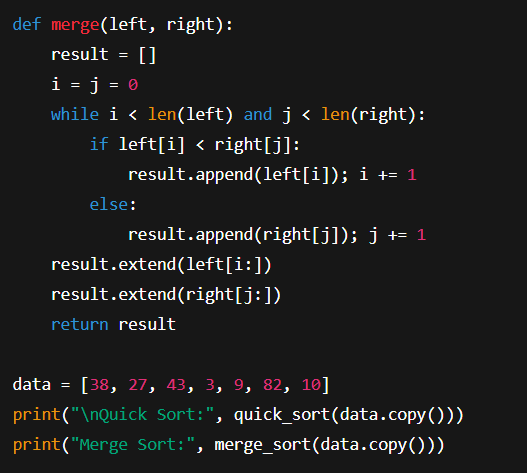 def merge(left, right):
    result = []
    i = j = 0
    while i < len(left) and j < len(right):
        if left[i] < right[j]:
            result.append(left[i]); i += 1
        else:
            result.append(right[j]); j += 1
    result.extend(left[i:])
    result.extend(right[j:])
    return result

data = [38, 27, 43, 3, 9, 82, 10]
print("\nQuick Sort:", quick_sort(data.copy()))
print("Merge Sort:", merge_sort(data.copy()))